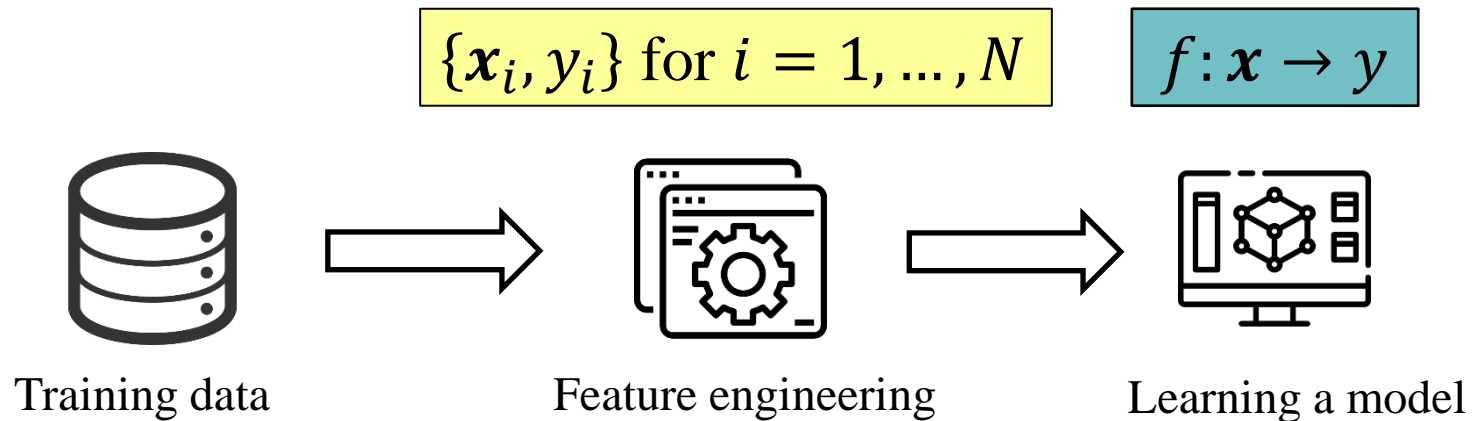 {𝒙ᵢ, yᵢ} for i = 1, … , N
f: 𝒙 → y
Training data
Feature engineering
Learning a model